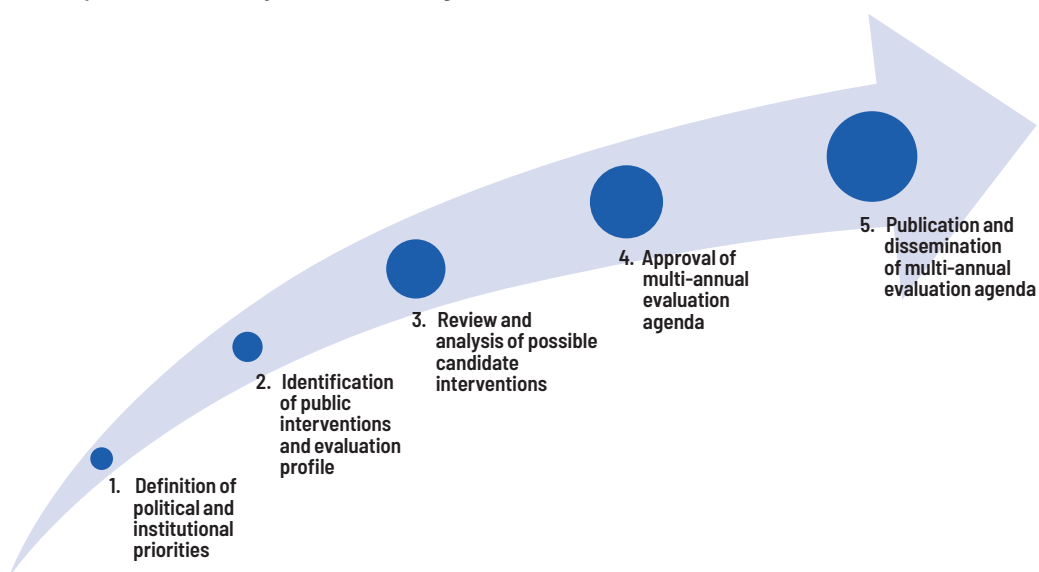 1. Definition of
political and
institutional
priorities
2. Identification
of public
interventions
and evaluation
profile
3. Review and
analysis of possible
candidate
interventions
4. Approval of
multi-annual
evaluation
agenda
5. Publication and
dissemination
of multi-annual
evaluation agenda